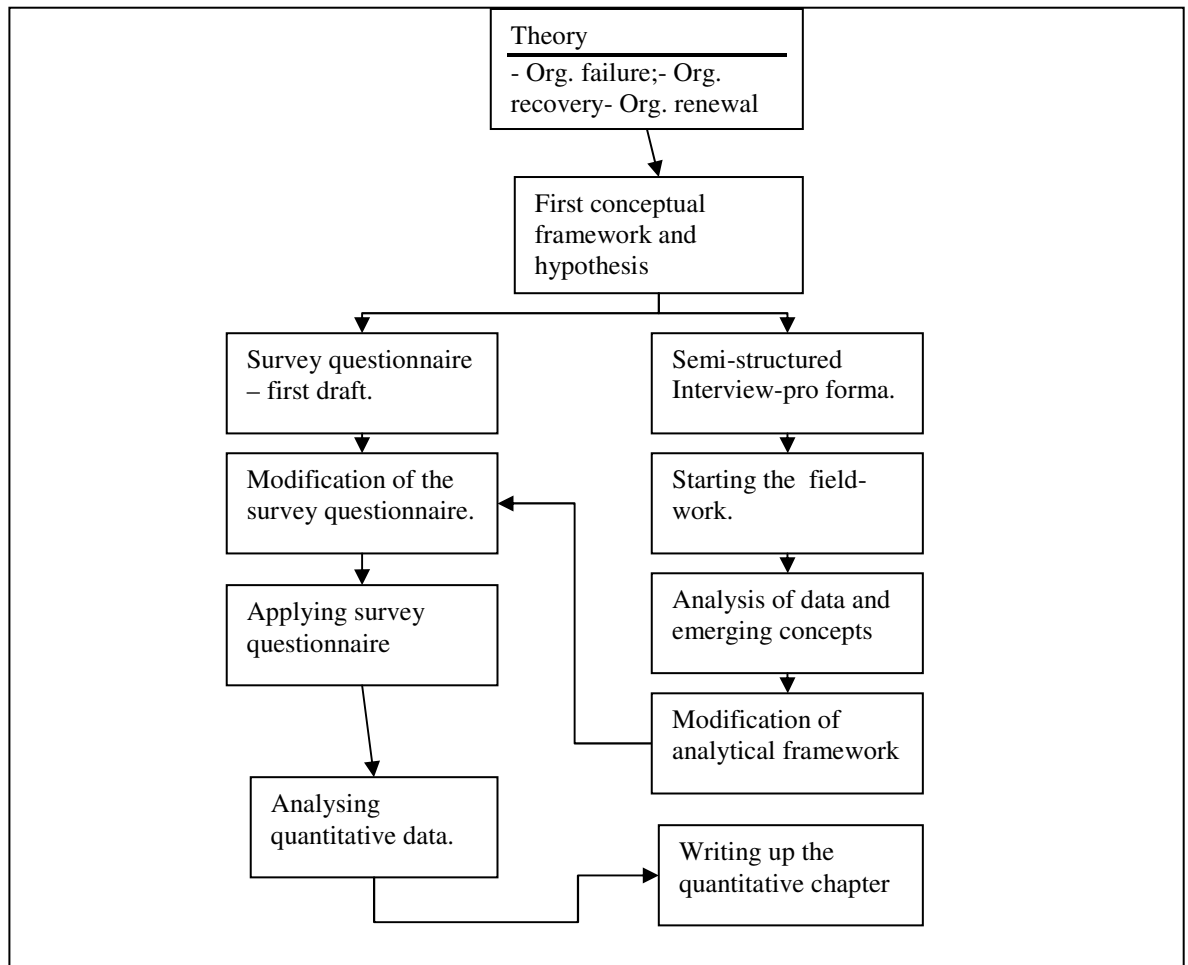 Theory
- Org. failure;- Org.
recovery- Org. renewal
First conceptual
framework and
hypothesis
Survey questionnaire
– first draft.
Semi-structured
Interview-pro forma.
Modification of the
survey questionnaire.
Starting the field-
work.
Applying survey
questionnaire
Analysis of data and
emerging concepts
Modification of
analytical framework
Analysing
quantitative data.
Writing up the
quantitative chapter